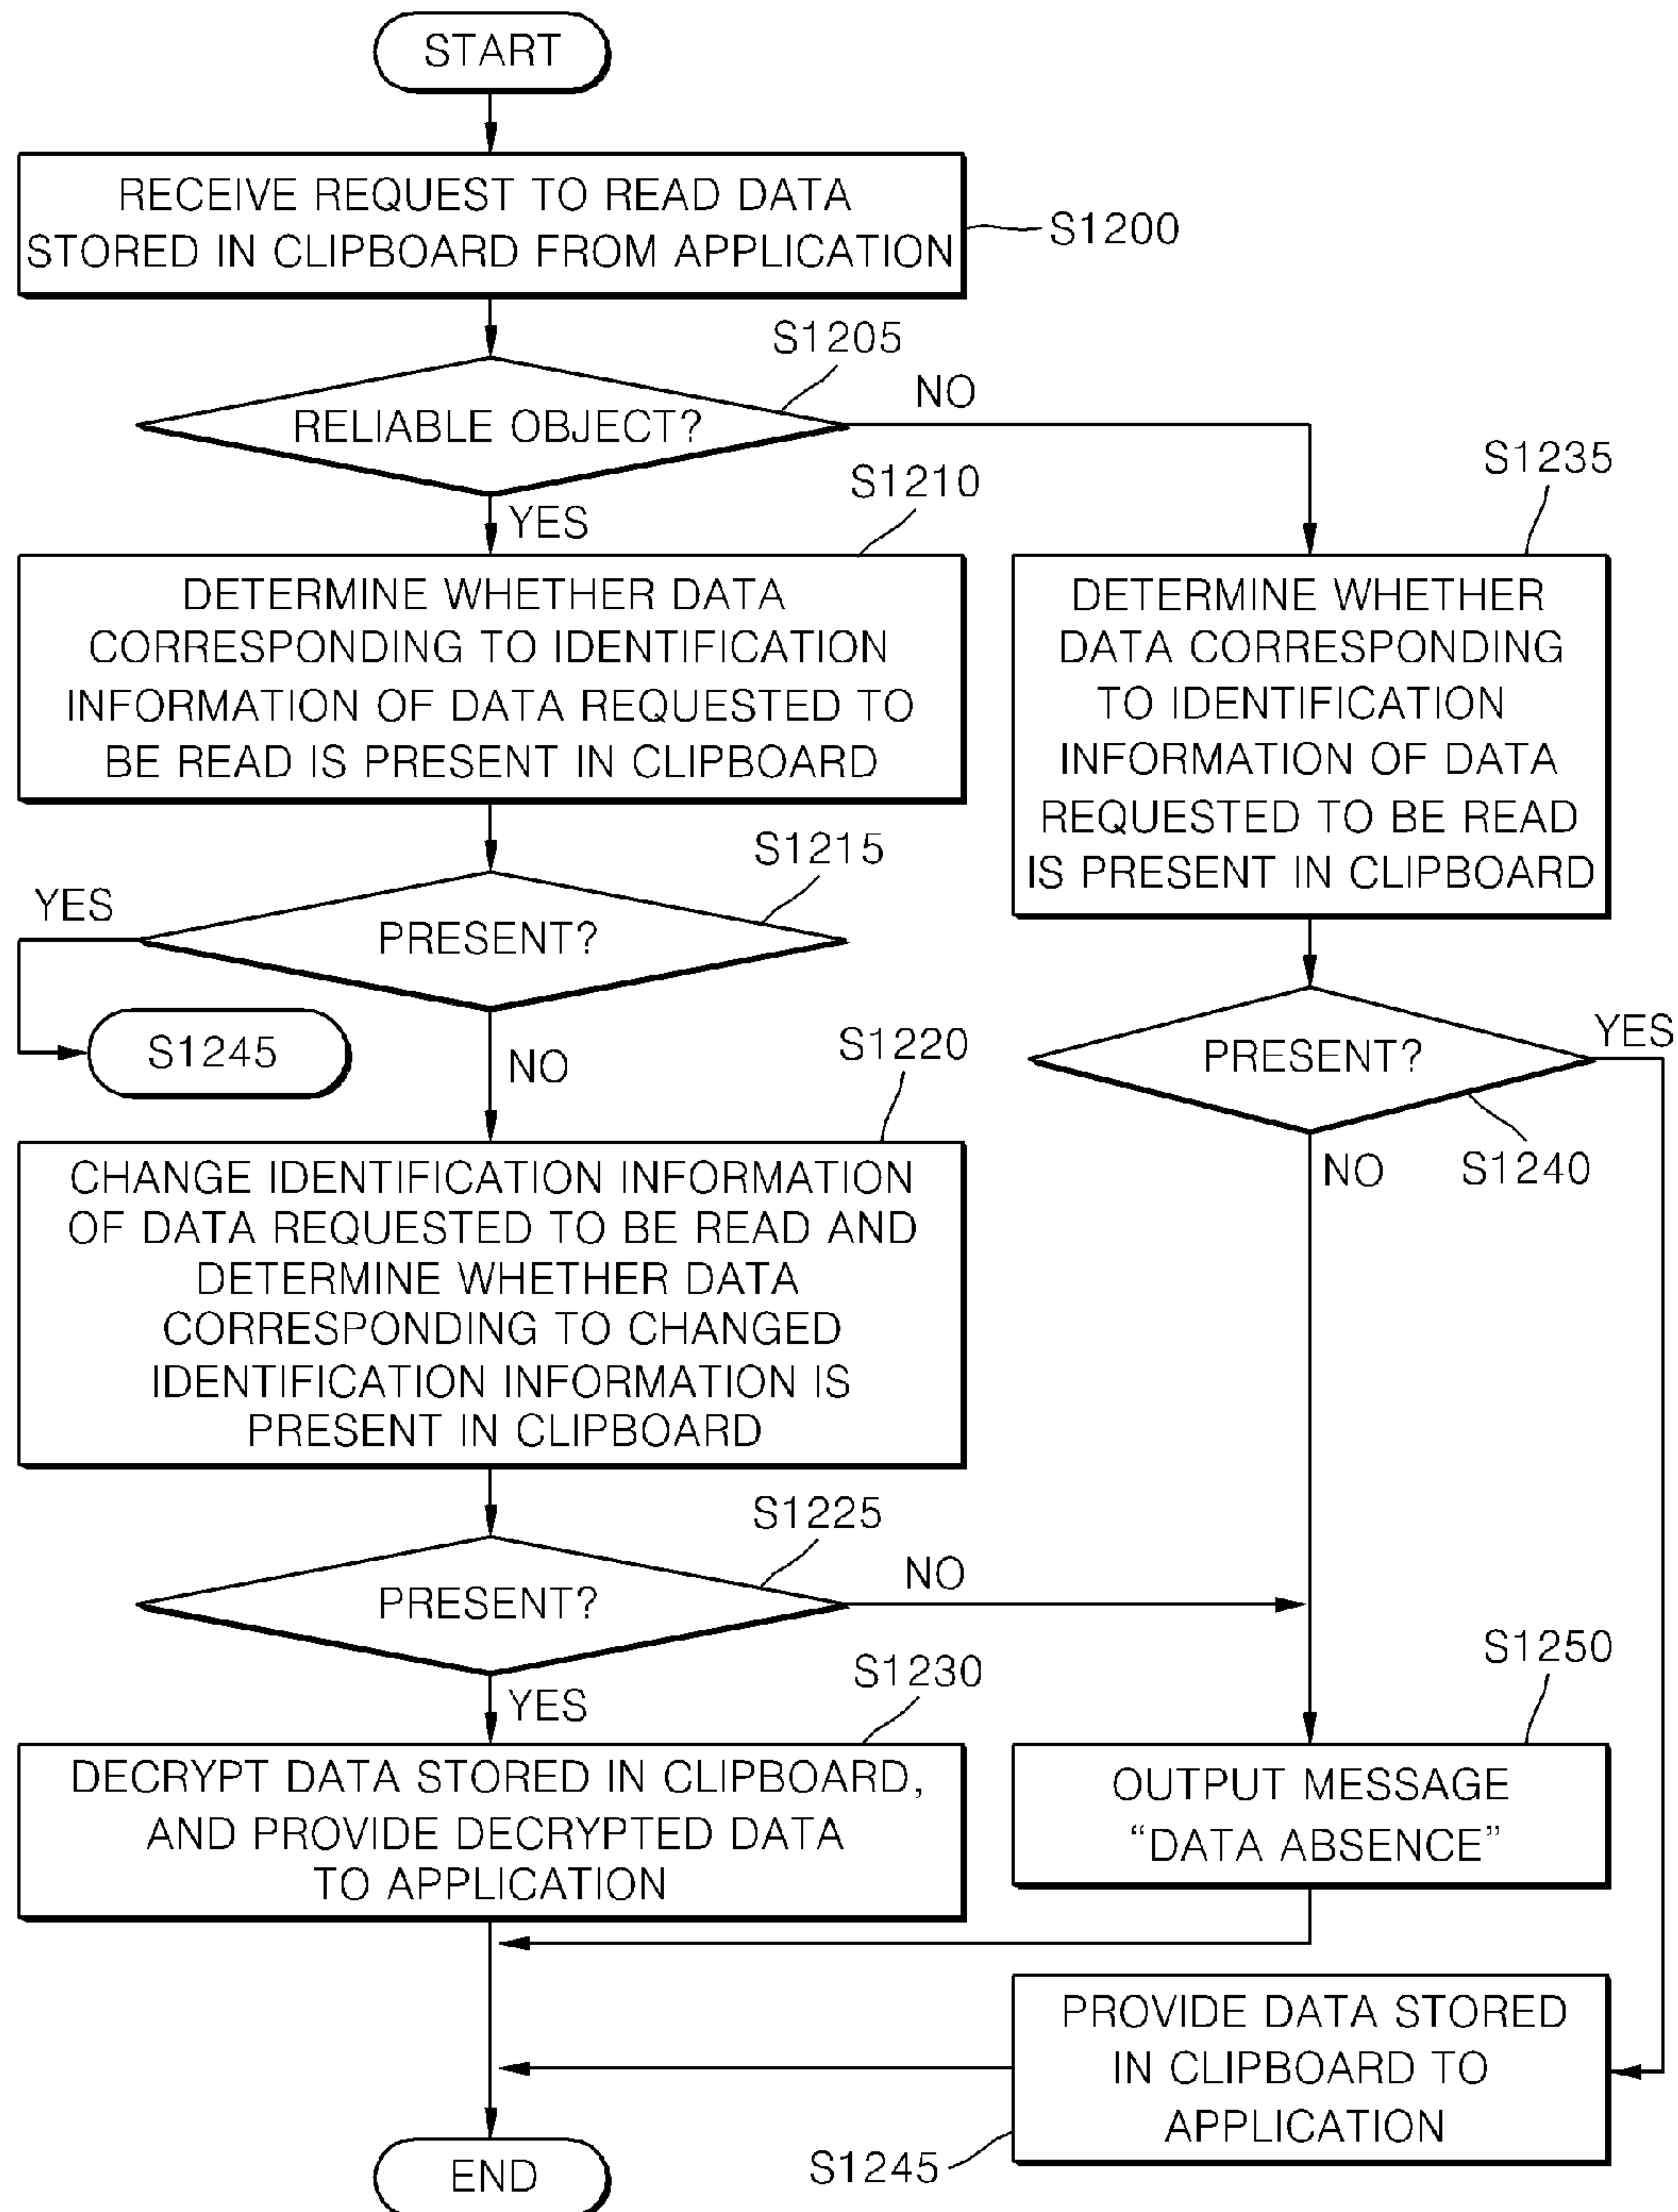 START
RECEIVE REQUEST TO READ DATA
STORED IN CLIPBOARD FROM APPLICATION
S1200
S1205
RELIABLE OBJECT?
NO
YES
S1210
DETERMINE WHETHER DATA
CORRESPONDING TO IDENTIFICATION
INFORMATION OF DATA REQUESTED TO
BE READ IS PRESENT IN CLIPBOARD
S1235
DETERMINE WHETHER
DATA CORRESPONDING
TO IDENTIFICATION
INFORMATION OF DATA
REQUESTED TO BE READ
IS PRESENT IN CLIPBOARD
S1215
YES
PRESENT?
S1245
NO
PRESENT?
YES
NO
S1240
S1220
CHANGE IDENTIFICATION INFORMATION
OF DATA REQUESTED TO BE READ AND
DETERMINE WHETHER DATA
CORRESPONDING TO CHANGED
IDENTIFICATION INFORMATION IS
PRESENT IN CLIPBOARD
S1225
PRESENT?
NO
YES
S1230
DECRYPT DATA STORED IN CLIPBOARD,
AND PROVIDE DECRYPTED DATA
TO APPLICATION
S1250
OUTPUT MESSAGE
“DATA ABSENCE”
PROVIDE DATA STORED
IN CLIPBOARD TO
APPLICATION
S1245
END